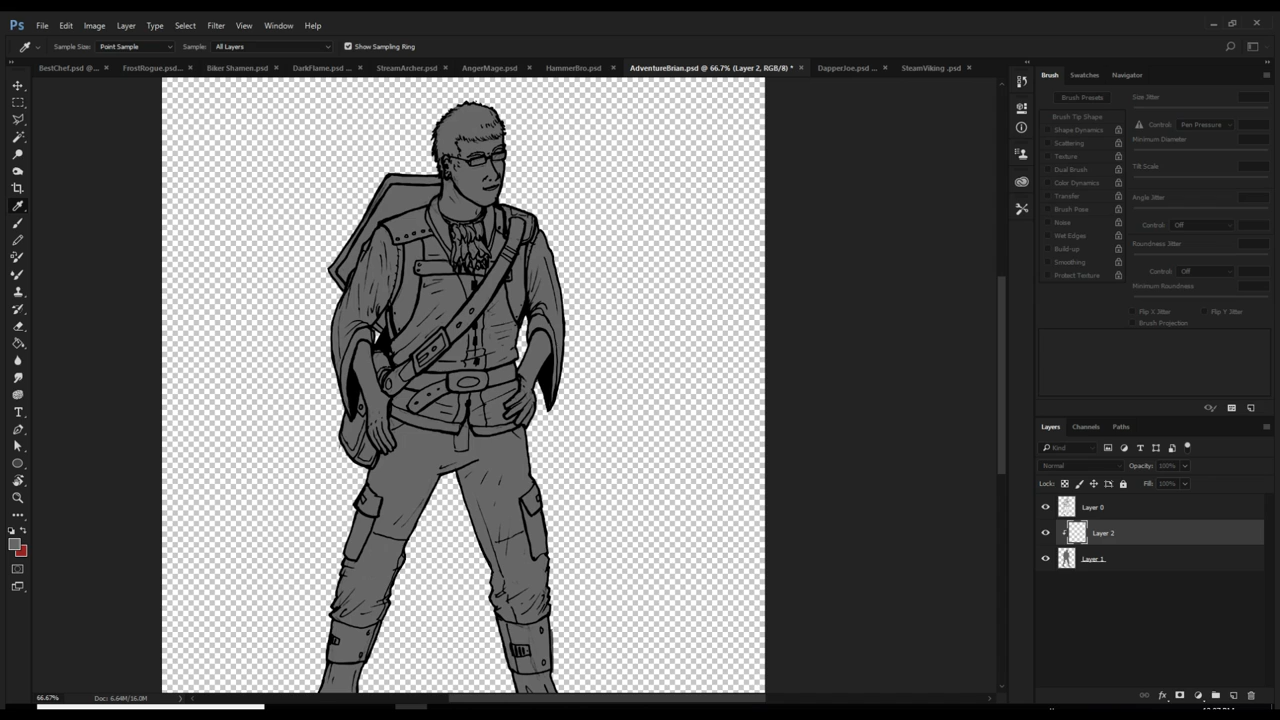 Ps File Edit Image Layer Type Select Filter View Window Help
Sample Size: Point Sample Sample: All Layers Show Sampling Ring
BestChef.psd @... × FrostRogue.psd... × Biker Shamen.psd × DarkFlame.psd ... × StreamArcher.psd × AngerMage.psd × HammerBro.psd × AdventureBrian.psd @ 66.7% (Layer 2, RGB/8) * × DapperJoe.psd ... × SteamViking .psd ×
Brush Swatches Navigator
Brush Presets Size Jitter
Brush Tip Shape
Control: Pen Pressure
Shape Dynamics
Minimum Diameter
Scattering
Texture
Tilt Scale
Dual Brush
Color Dynamics
Transfer
Angle Jitter
Brush Pose
Noise
Control: Off
Wet Edges
Roundness Jitter
Build-up
Smoothing
Control: Off
Protect Texture
Minimum Roundness
Flip X Jitter Flip Y Jitter
Brush Projection
Layers Channels Paths
Kind
Normal Opacity: 100%
Lock: Fill: 100%
Layer 0
Layer 2
Layer 1
fx
66.67% Doc: 6.64M/16.0M